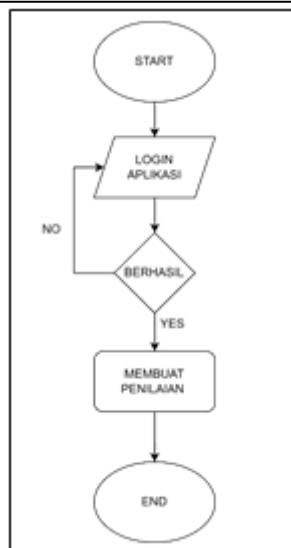 START
LOGIN
APLIKASI
NO
BERHASIL
YES
MEMBUAT
PENILAIAN
END